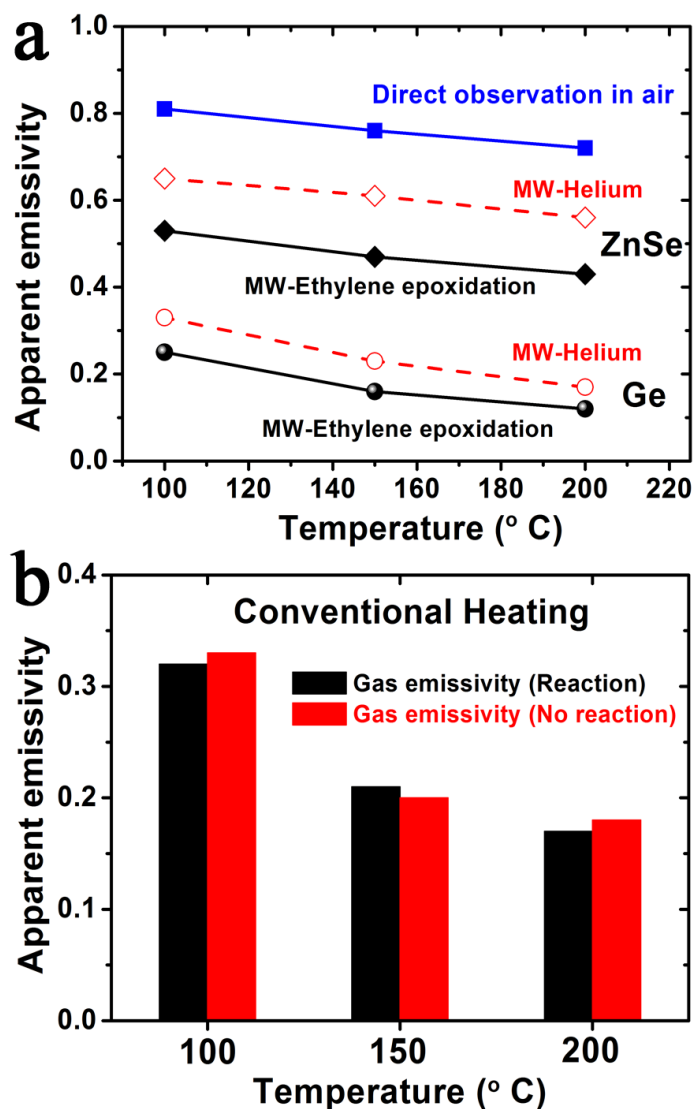 a
1.0
0.8
0.6
0.4
0.2
0.0
Apparent emissivity
Direct observation in air
MW-Helium
ZnSe
MW-Ethylene epoxidation
MW-Helium
Ge
MW-Ethylene epoxidation
100 120 140 160 180 200 220
Temperature (° C)
b
0.4
0.3
0.2
0.1
0.0
Apparent emissivity
Conventional Heating
Gas emissivity (Reaction)
Gas emissivity (No reaction)
100 150 200
Temperature (° C)